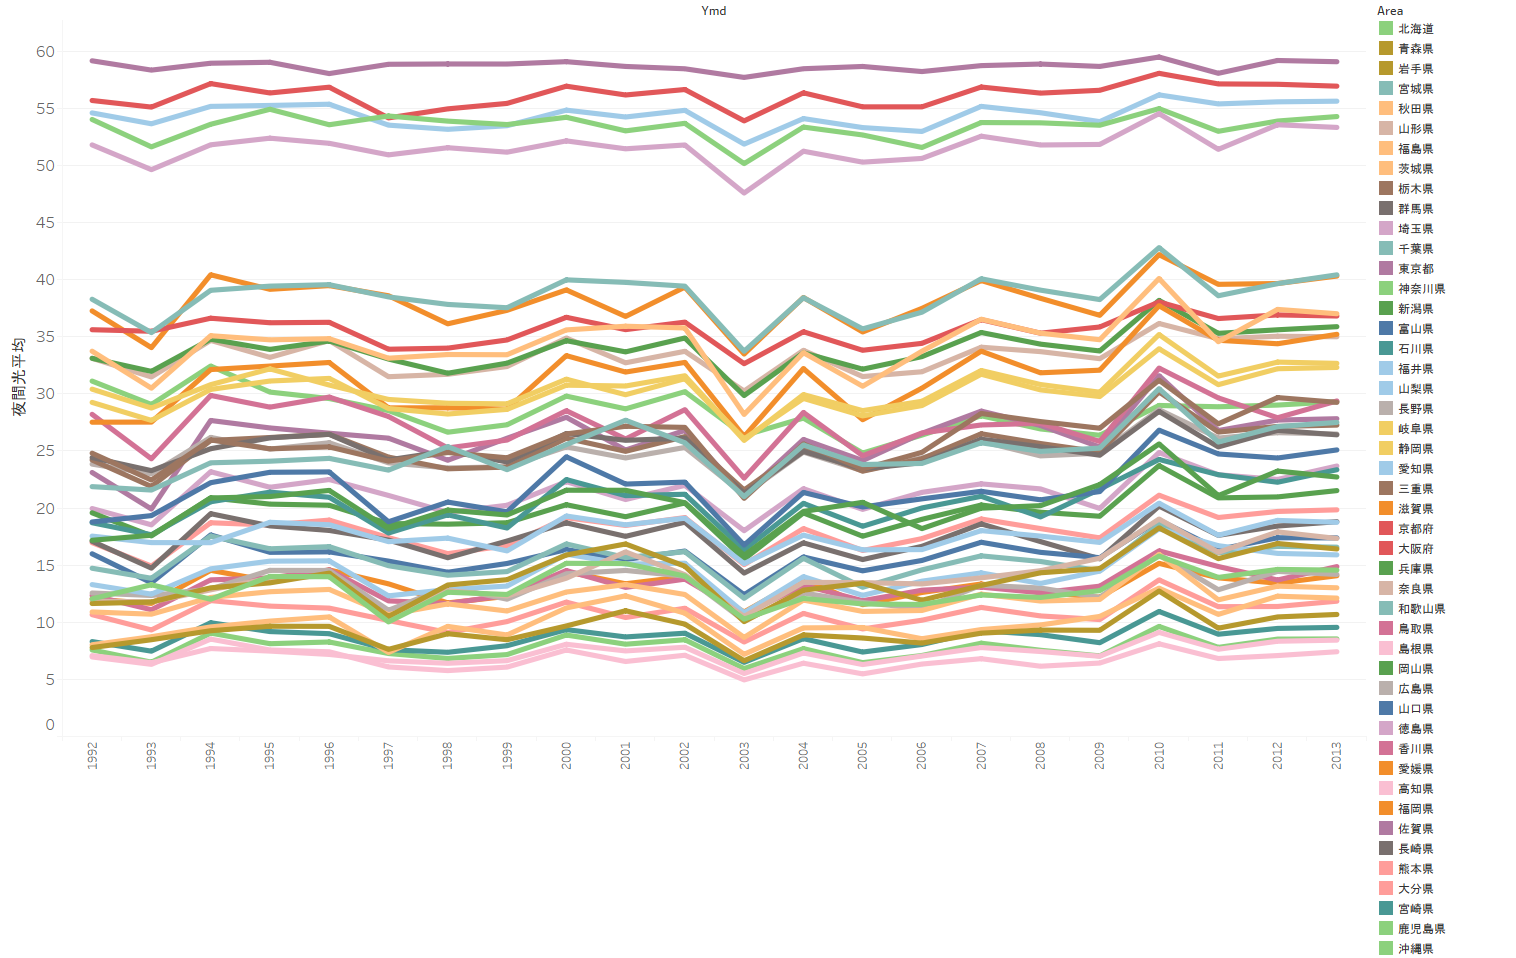 Ymd
Area
60
55
50
45
40
35
30
25
20
15
10
5
0
夜間光平均
1992
1993
1994
1995
1996
1997
1998
1999
2000
2001
2002
2003
2004
2005
2006
2007
2008
2009
2010
2011
2012
2013
北海道
青森県
岩手県
宮城県
秋田県
山形県
福島県
茨城県
栃木県
群馬県
埼玉県
千葉県
東京都
神奈川県
新潟県
富山県
石川県
福井県
山梨県
長野県
岐阜県
静岡県
愛知県
三重県
滋賀県
京都府
大阪府
兵庫県
奈良県
和歌山県
鳥取県
島根県
岡山県
広島県
山口県
徳島県
香川県
愛媛県
高知県
福岡県
佐賀県
長崎県
熊本県
大分県
宮崎県
鹿児島県
沖縄県